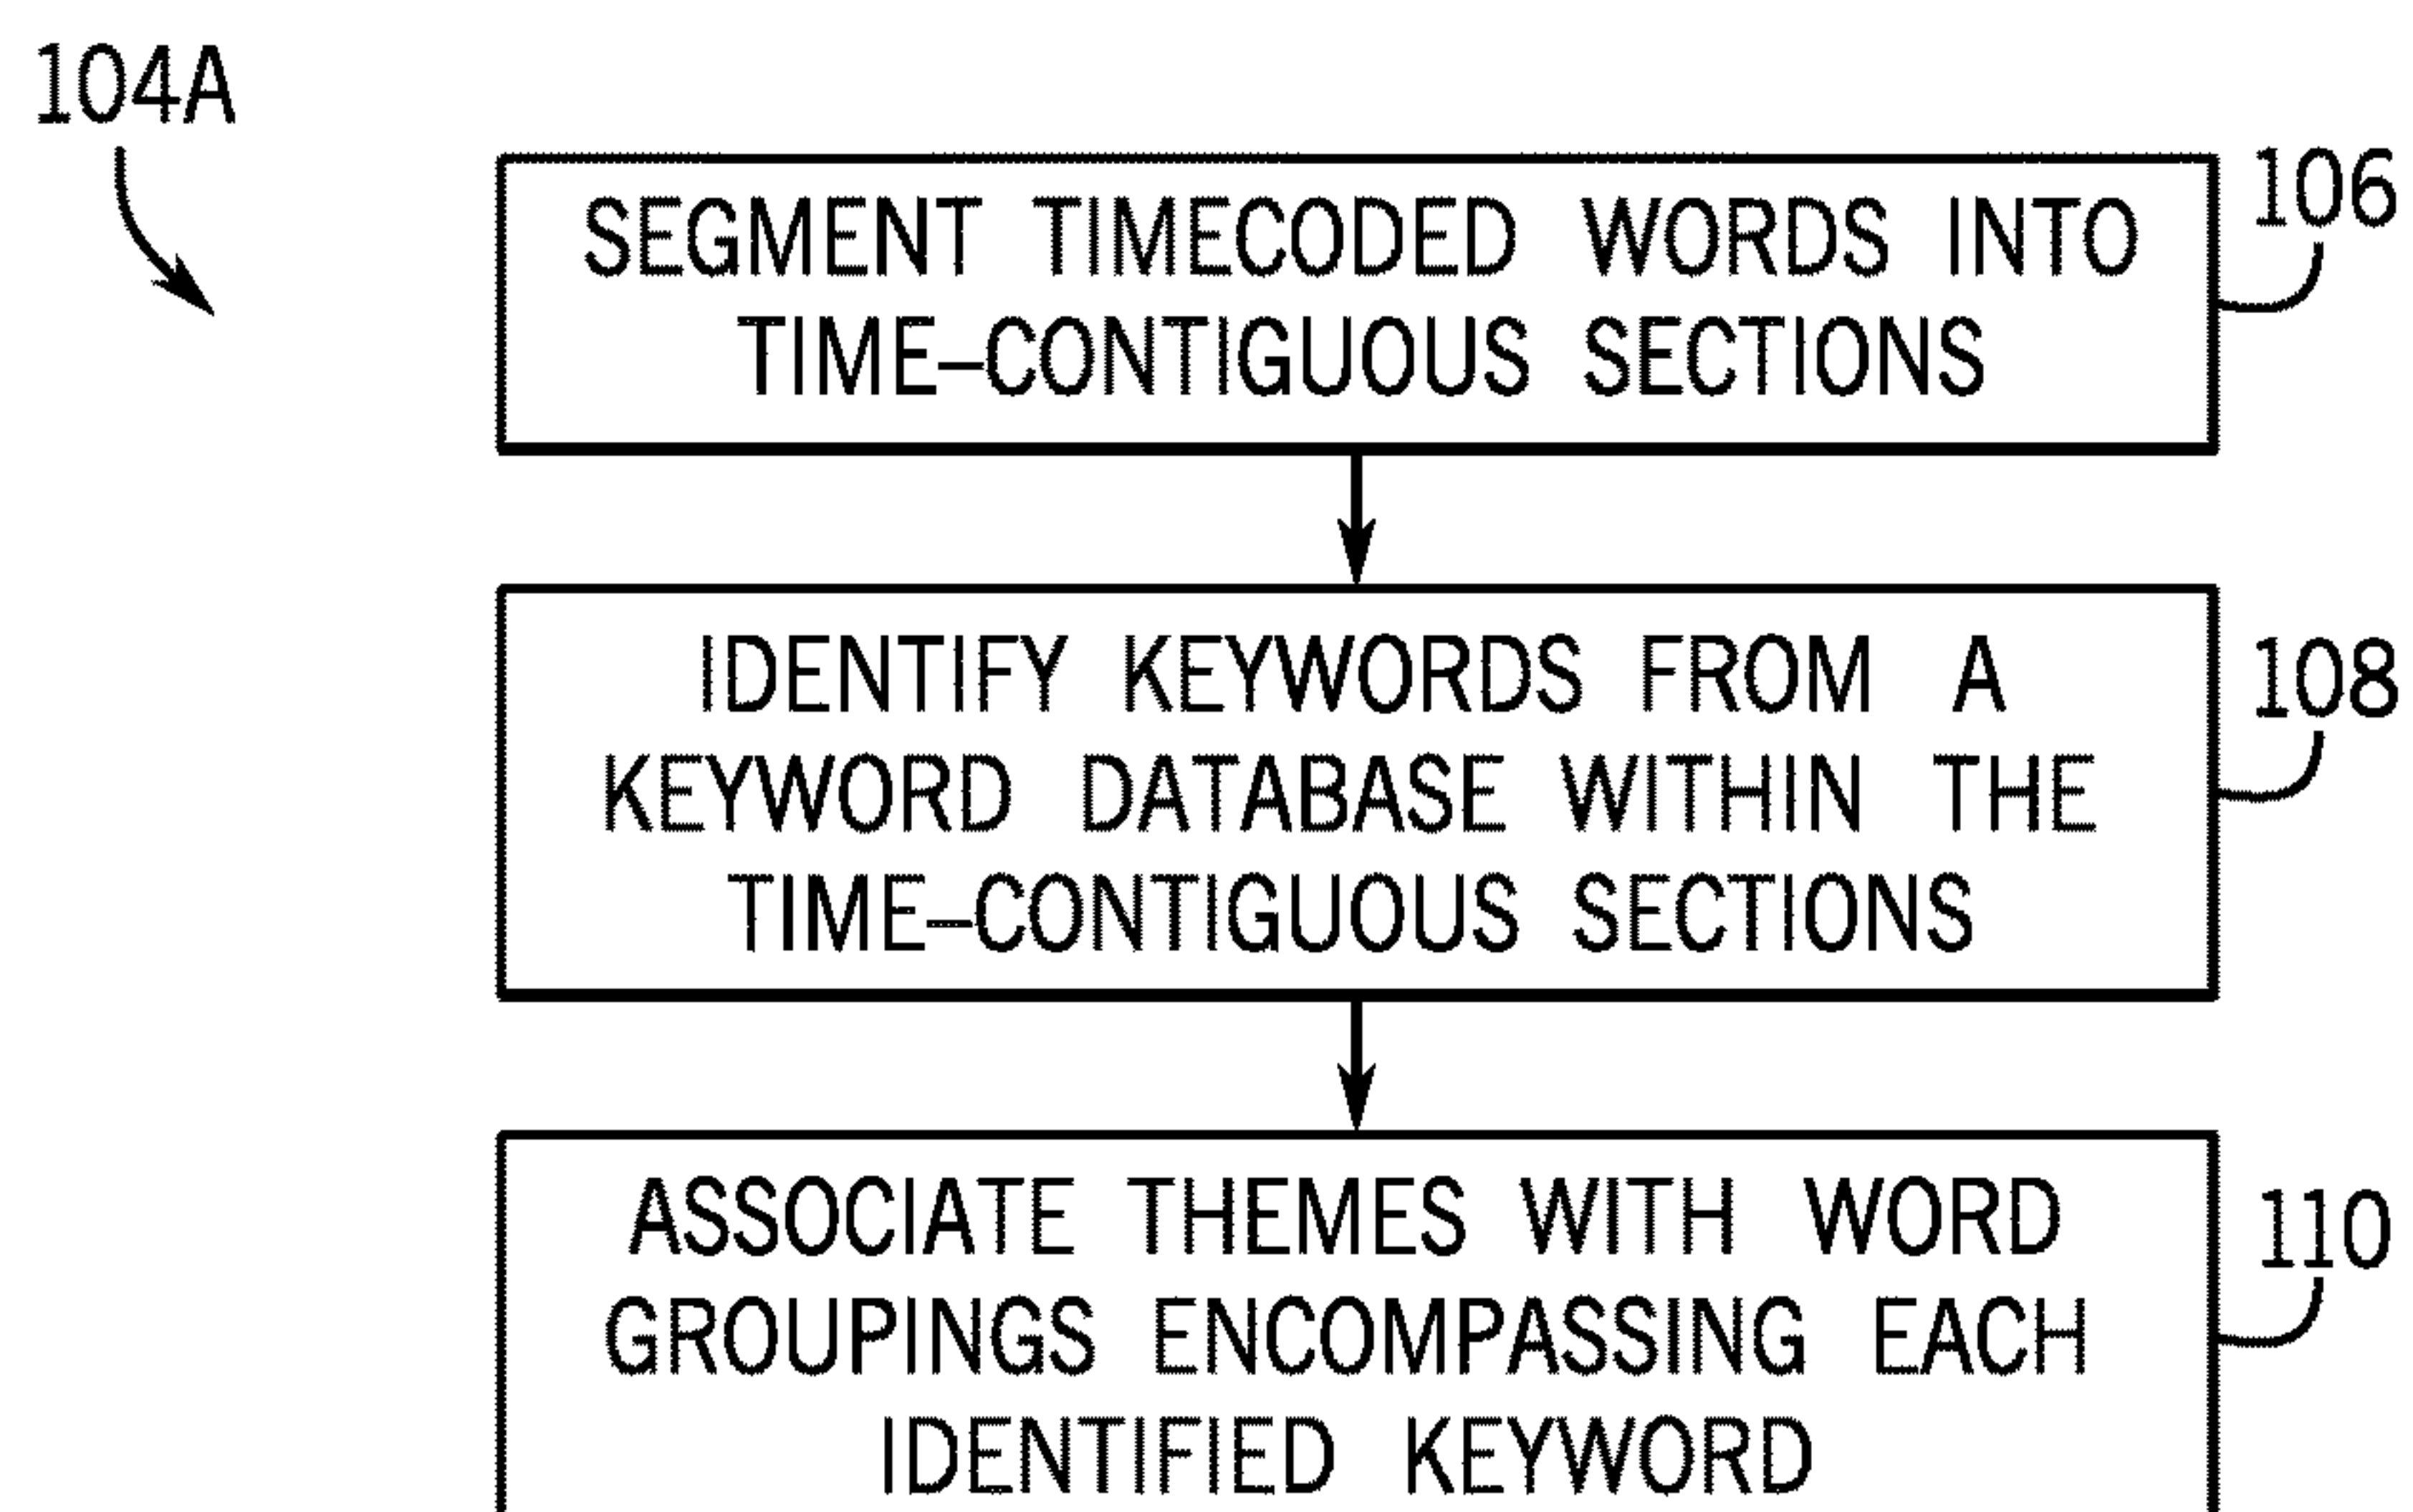 104A
106
SEGMENT TIMECODED WORDS INTO
TIME–CONTIGUOUS SECTIONS
108
IDENTIFY KEYWORDS FROM A
KEYWORD DATABASE WITHIN THE
TIME–CONTIGUOUS SECTIONS
110
ASSOCIATE THEMES WITH WORD
GROUPINGS ENCOMPASSING EACH
IDENTIFIED KEYWORD